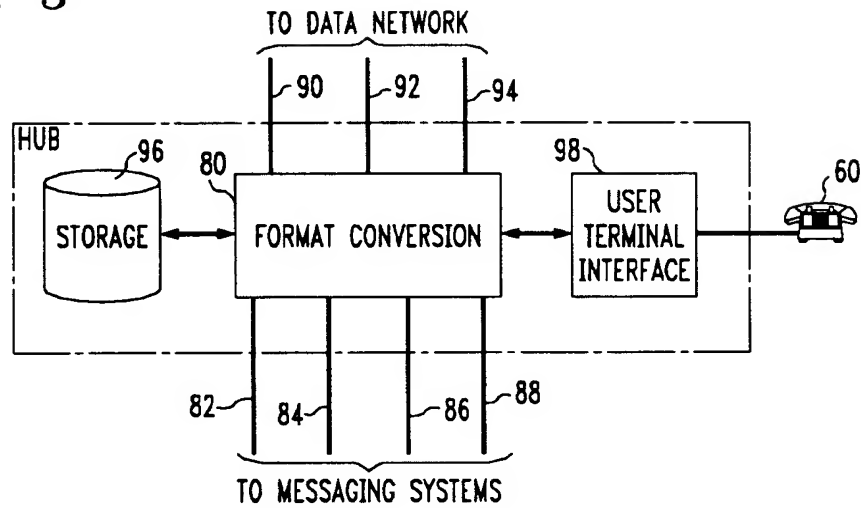 TO DATA NETWORK
90
92
94
HUB
96
80
98
60
STORAGE
FORMAT CONVERSION
USER
TERMINAL
INTERFACE
82
84
86
88
TO MESSAGING SYSTEMS